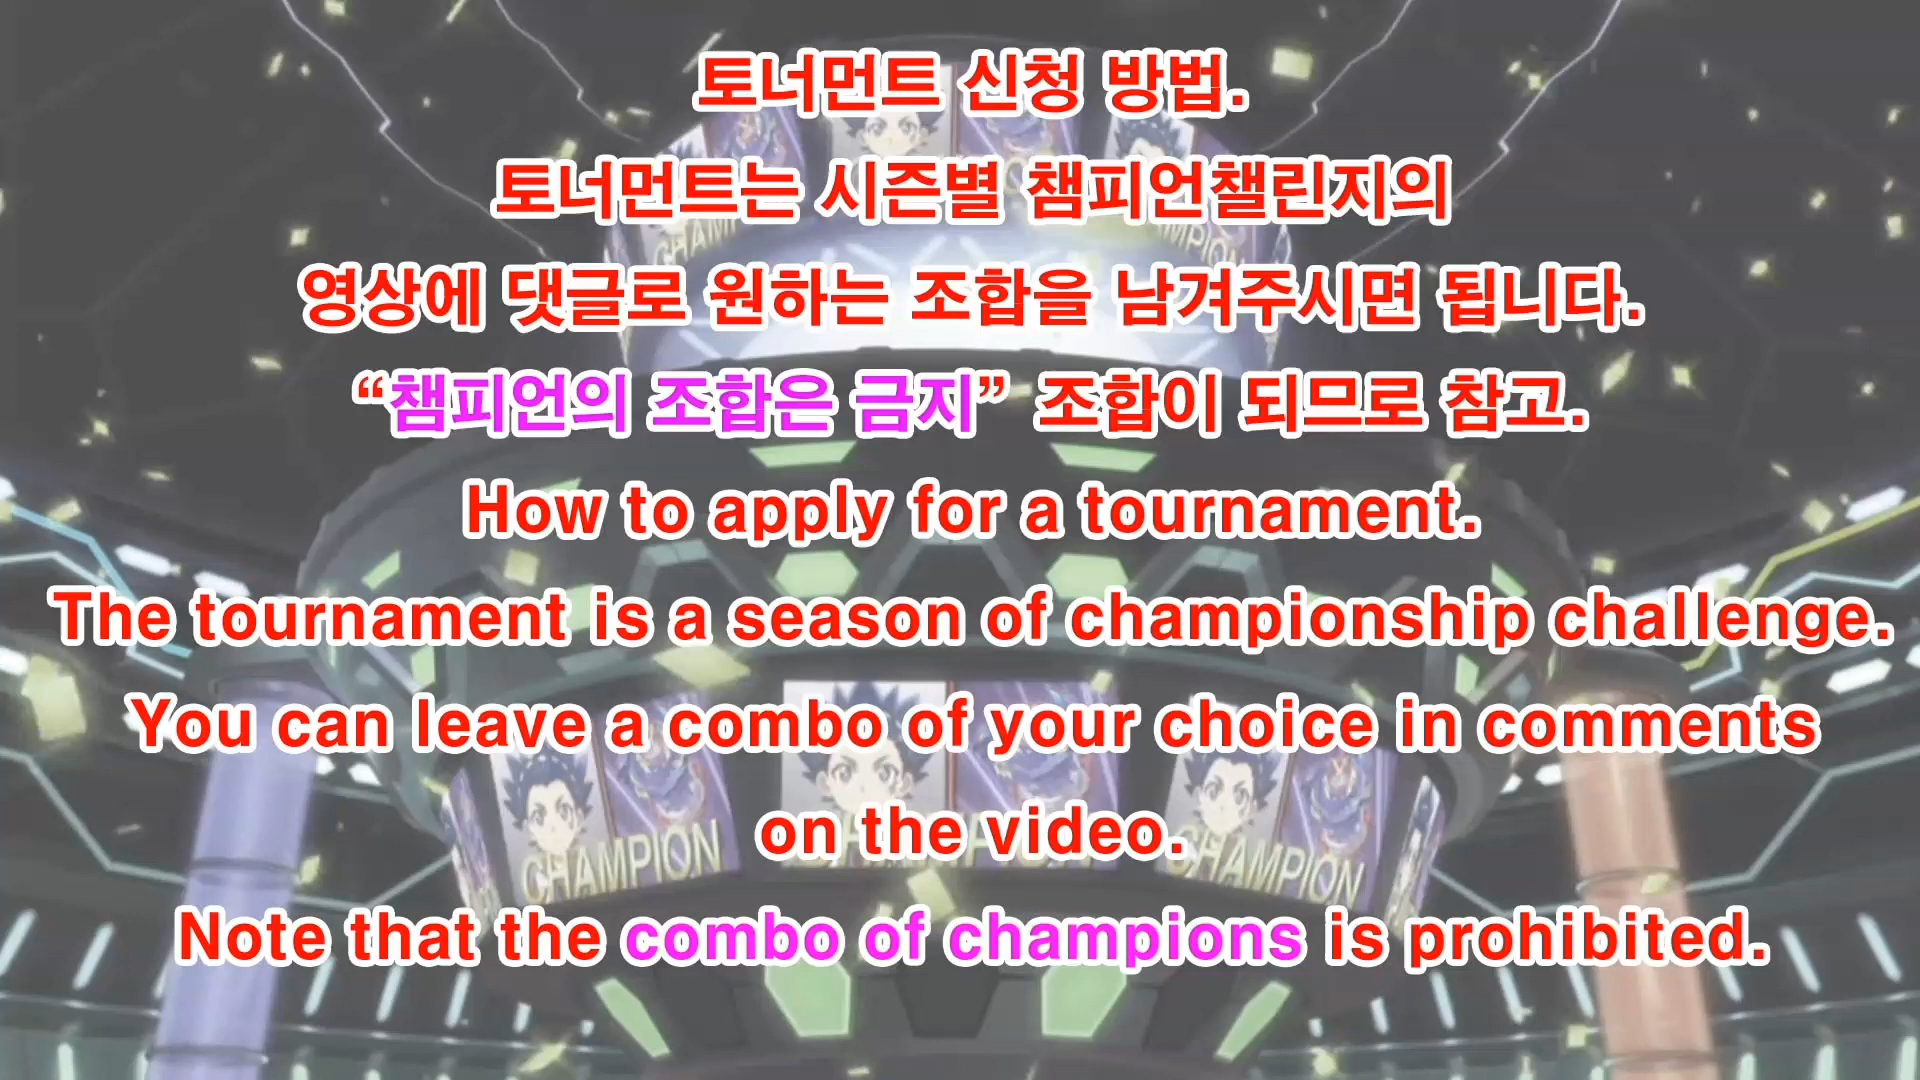 토너먼트 신청 방법.
토너먼트는 시즌별 챔피언챌린지의
영상에 댓글로 원하는 조합을 남겨주시면 됩니다.
“챔피언의 조합은 금지” 조합이 되므로 참고.
How to apply for a tournament.
The tournament is a season of championship challenge.
You can leave a combo of your choice in comments
on the video.
Note that the combo of champions is prohibited.
CHAMPION
CHAMPION